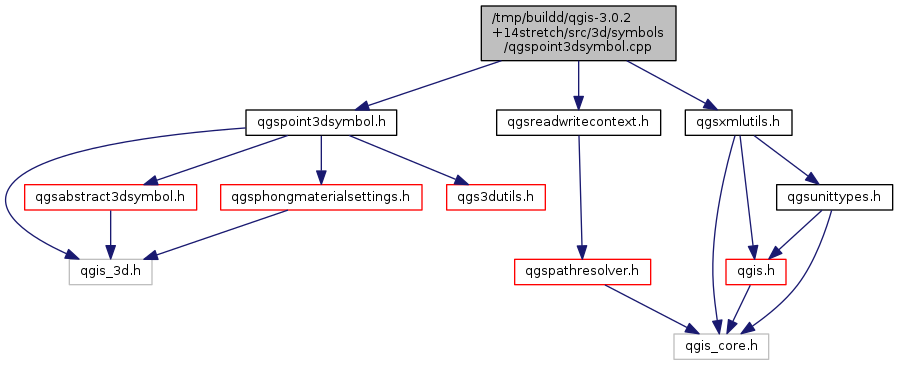 /tmp/buildd/qgis-3.0.2
+14stretch/src/3d/symbols
/qgspoint3dsymbol.cpp
qgspoint3dsymbol.h
qgsreadwritecontext.h
qgsxmlutils.h
qgsabstract3dsymbol.h
qgsphongmaterialsettings.h
qgs3dutils.h
qgsunittypes.h
qgis_3d.h
qgspathresolver.h
qgis.h
qgis_core.h